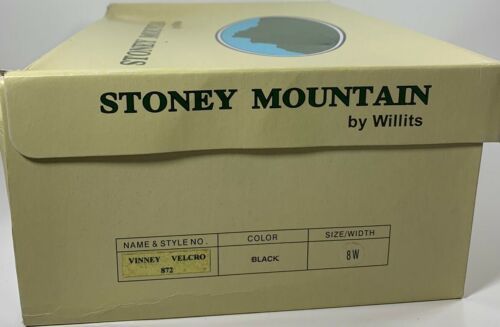 STONEY MOUNTAIN
STONEY MOUNTAIN
by Willits
NAME & STYLE NO. COLOR SIZE/WIDTH
VINNEY VELCRO BLACK 8W
872